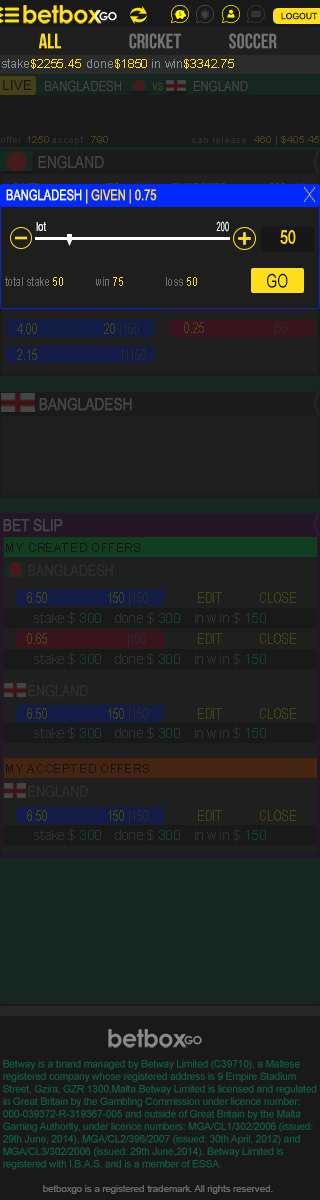 betboxGO LOGOUT
ALL CRICKET SOCCER
stake$2255.45 done$1850 in win$3342.75
LIVE BANGLADESH vs ENGLAND
offer 1250 accept 790 can release 460 | $405.45
ENGLAND
BANGLADESH | GIVEN | 0.75 X
lot 200
50
total stake 50 win 75 loss 50 GO
4.00 20 |150 0.25 |50
2.15 |150
BANGLADESH
BET SLIP
MY CREATED OFFERS
BANGLADESH
6.50 150 |150 EDIT CLOSE
stake $ 300 done $ 300 in win $ 150
0.65 |100 EDIT CLOSE
stake $ 300 done $ 300 in win $ 150
ENGLAND
6.50 150 |150 EDIT CLOSE
stake $ 300 done $ 300 in win $ 150
MY ACCEPTED OFFERS
ENGLAND
6.50 150 |150 EDIT CLOSE
stake $ 300 done $ 300 in win $ 150
betboxGO
Betway is a brand managed by Betway Limited (C39710), a Maltese
registered company whose registered address is 9 Empire Stadium
Street, Gzira, GZR 1300,Malta.Betway Limited is licensed and regulated
in Great Britain by the Gambling Commission under licence number:
000-039372-R-319367-005 and outside of Great Britain by the Malta
Gaming Authority, under licence numbers: MGA/CL1/302/2006 (issued:
29th June, 2014), MGA/CL2/396/2007 (issued: 30th April, 2012) and
MGA/CL3/302/2006 (issued: 29th June,2014). Betway Limited is
registered with I.B.A.S. and is a member of ESSA.
betboxgo is a registered trademark. All rights reserved.